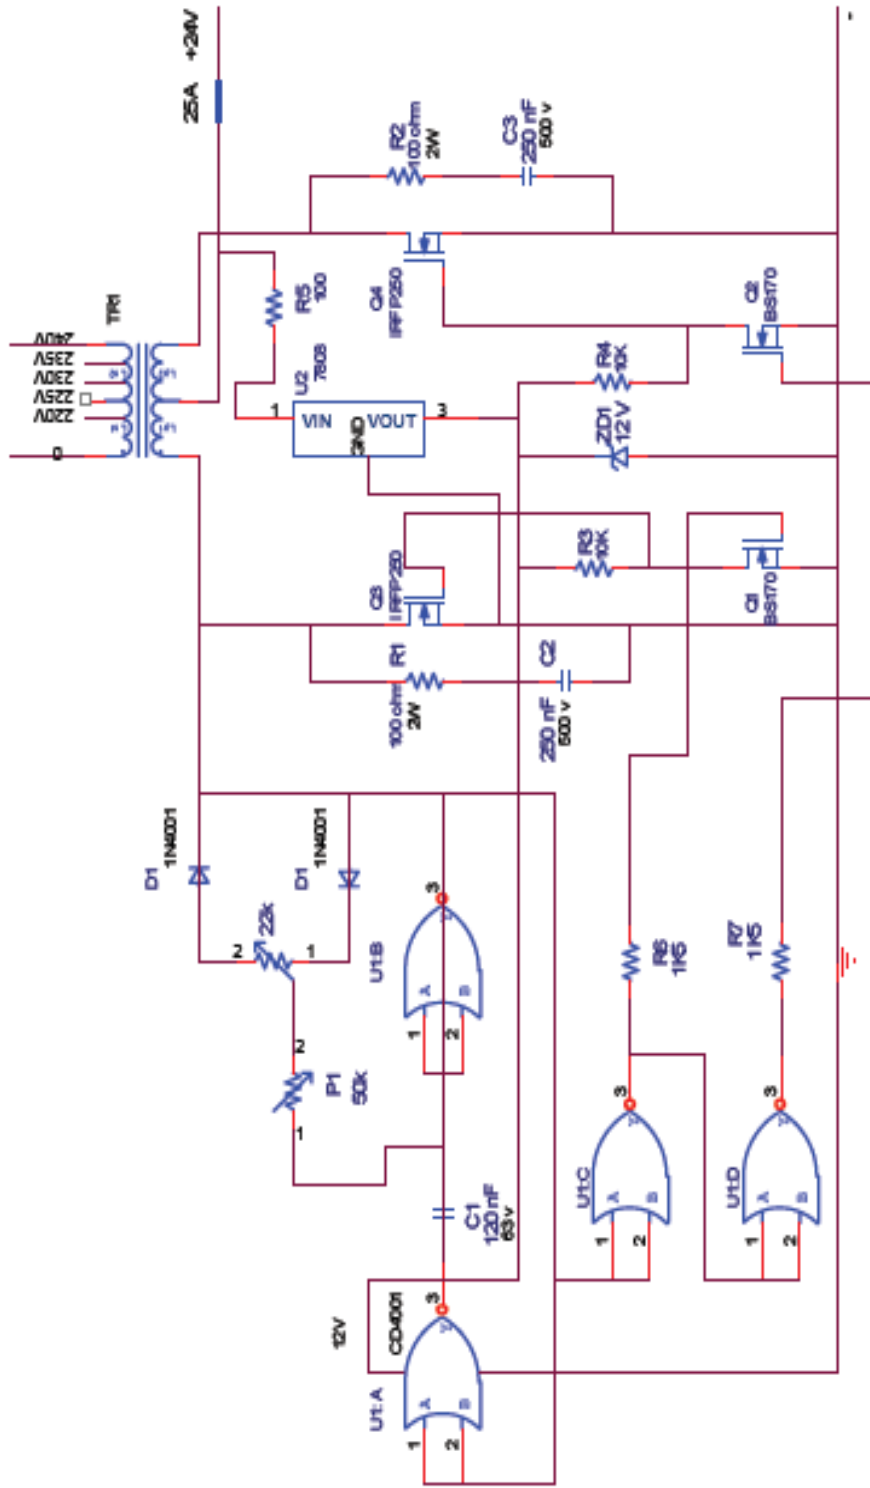 25A +24V
-
TR1
240V
235V
230V
225V
220V
0
R2
100 ohm
2W
C3
250 nF
500 v
R5
100
U2
VIN VOUT
GND
1
3
Q4
IRFP250
Q2
BS170
R4
10K
ZD1
12V
Q3
R3
10K
Q1
BS170
R1
100 ohm
2W
C2
250 nF
500 v
D1
1N4001
D1
1N4001
22k
2
1
P1
50k
2
1
U1:B
A
B
1
2
3
R6
1K5
R7
1K5
C1
120 nF
63v
12V
CD4001
U1:A
A
B
1
2
3
U1:C
A
B
1
2
3
U1:D
A
B
1
2
3